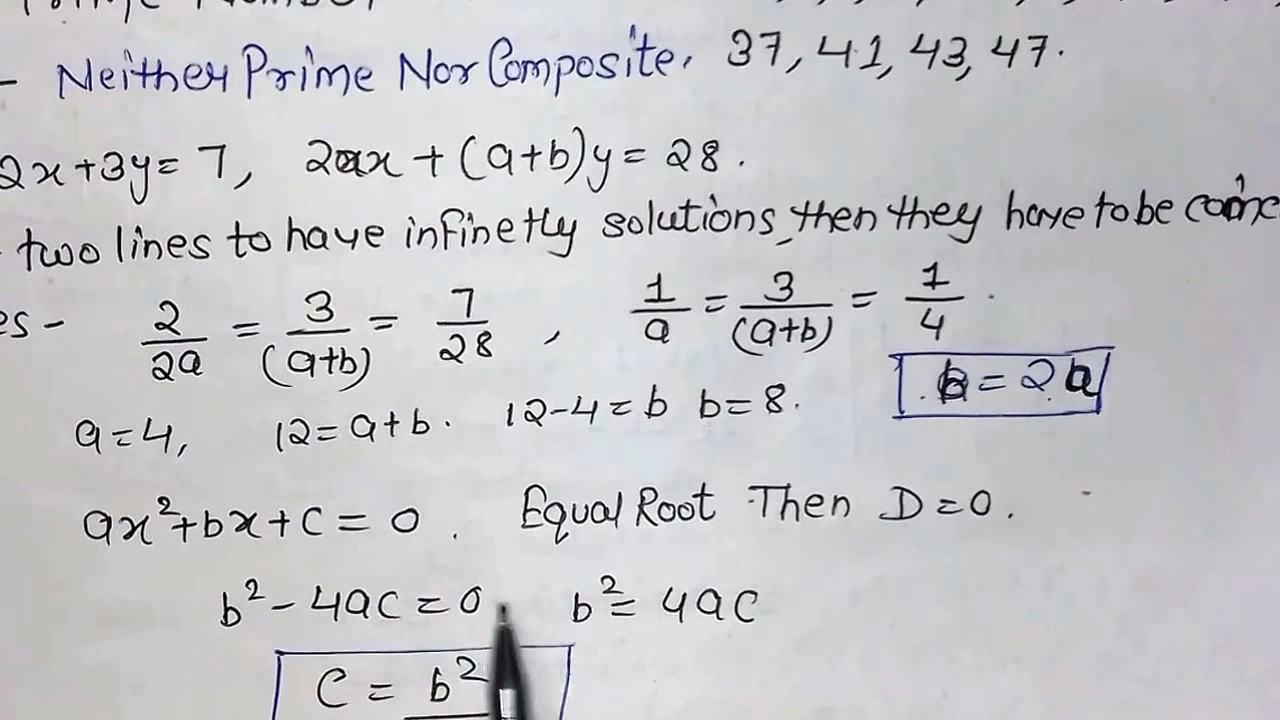 - Neither Prime Nor Composite. 37, 41, 43, 47.
2x+3y=7, 2ax + (a+b)y = 28.
two lines to have infinetly solutions, then they have to be coinc
es - 2/2a = 3/(a+b) = 7/28 , 1/a = 3/(a+b) = 1/4 .
b = 2a
a=4, 12=a+b. 12-4=b b=8.
ax²+bx+c=0. Equal Root Then D=0.
b²-4ac=0 b²=4ac
c = b²